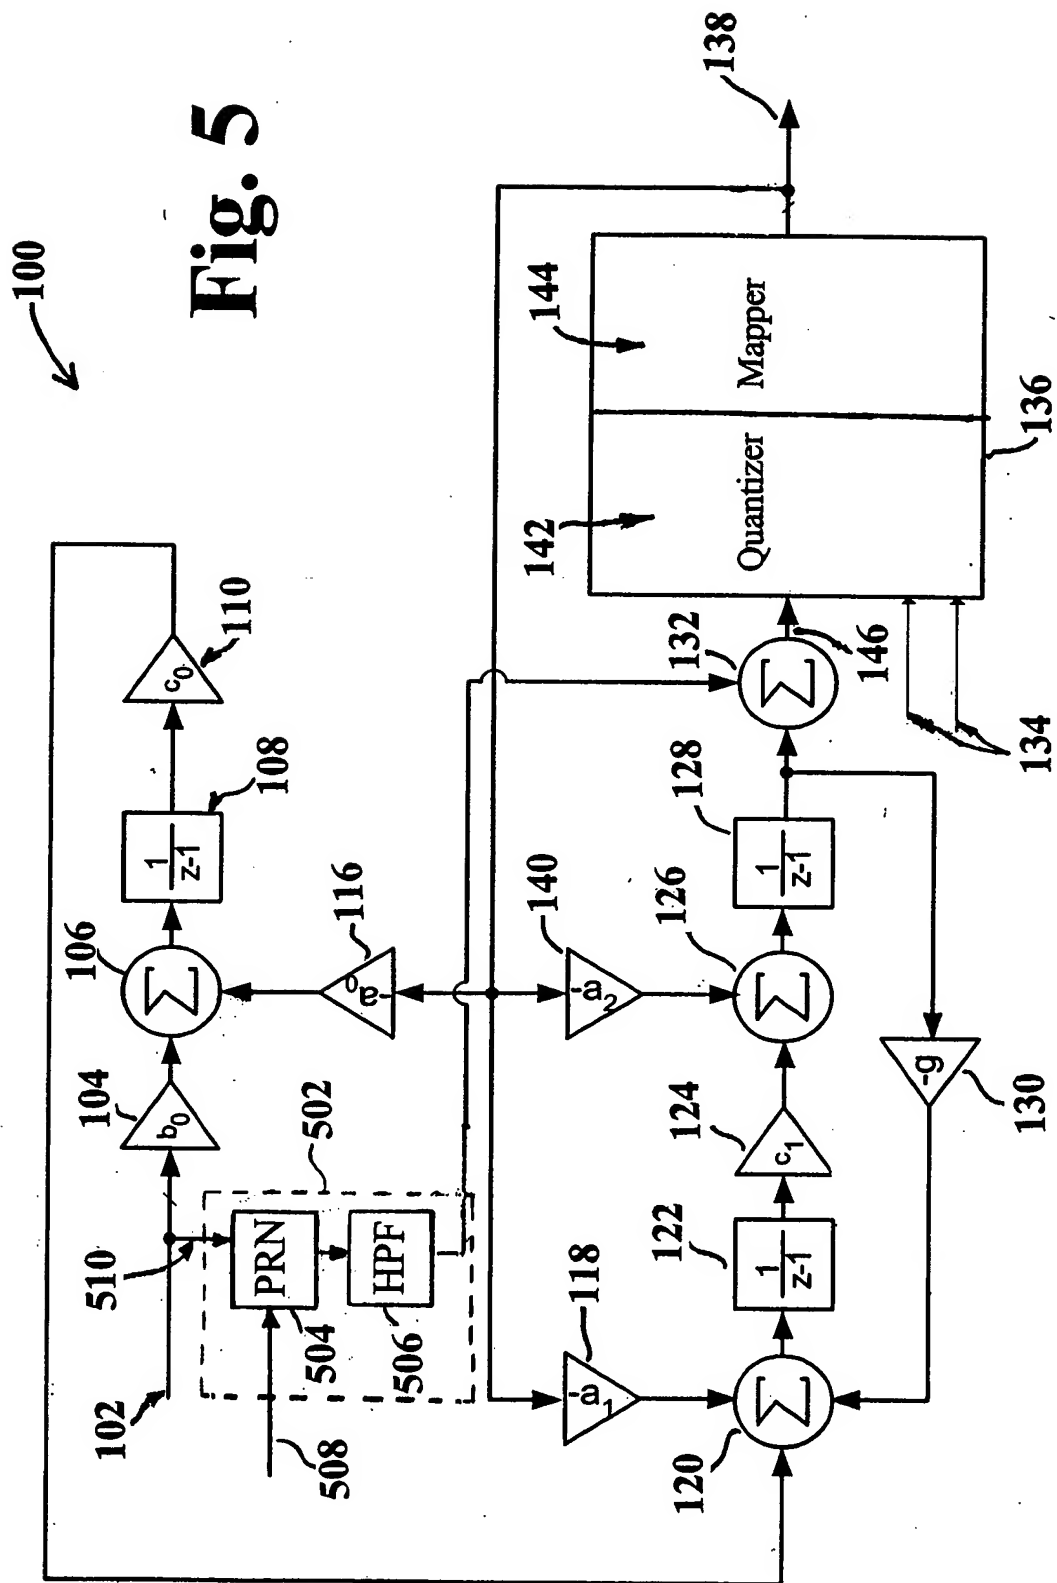 100
Fig. 5
102
510
104
b0
106
Σ
108
1
z-1
110
c0
502
PRN
504
HPF
506
508
116
-a0
118
-a1
140
-a2
120
Σ
122
1
z-1
124
c1
126
Σ
128
1
z-1
130
-g
132
Σ
146
134
142
Quantizer
144
Mapper
136
138